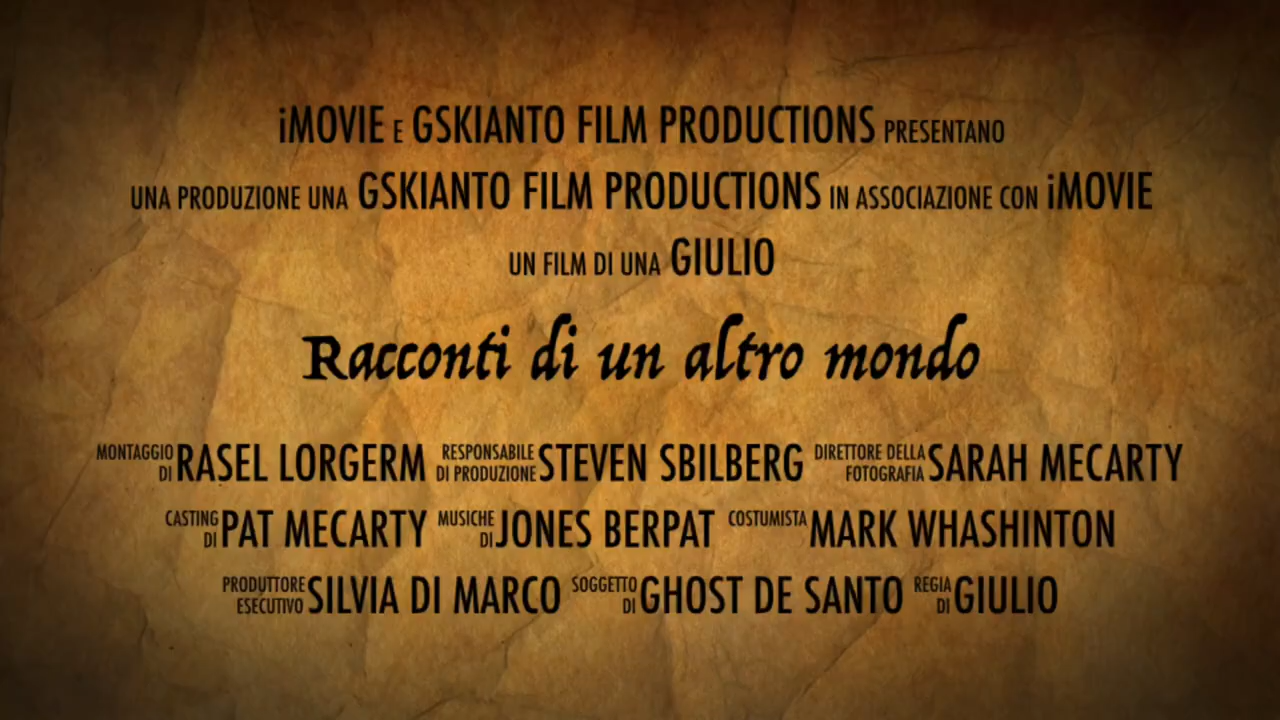 iMOVIE E GSKIANTO FILM PRODUCTIONS PRESENTANO
UNA PRODUZIONE UNA GSKIANTO FILM PRODUCTIONS IN ASSOCIAZIONE CON iMOVIE
UN FILM DI UNA GIULIO
Racconti di un altro mondo
MONTAGGIO DI RASEL LORGERM RESPONSABILE DI PRODUZIONE STEVEN SBILBERG DIRETTORE DELLA FOTOGRAFIA SARAH MECARTY
CASTING DI PAT MECARTY MUSICHE DI JONES BERPAT COSTUMISTA MARK WHASHINTON
PRODUTTORE ESECUTIVO SILVIA DI MARCO SOGGETTO DI GHOST DE SANTO REGIA DI GIULIO